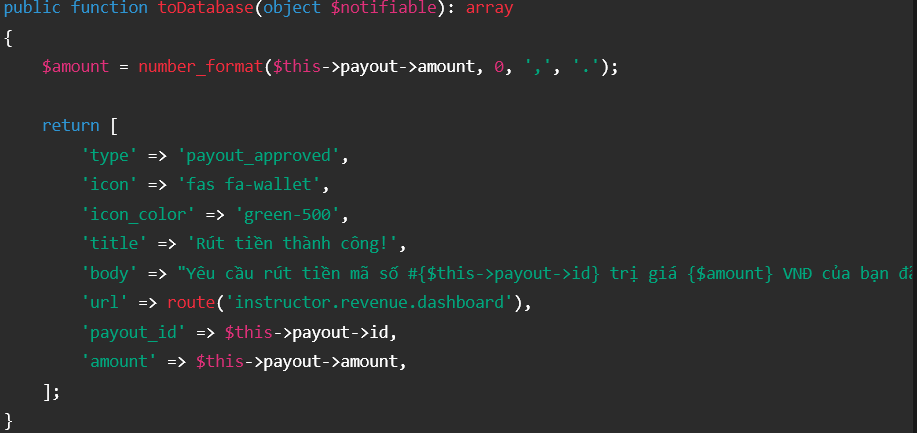 public function toDatabase(object $notifiable): array
{
    $amount = number_format($this->payout->amount, 0, ',', '.');
    return [
        'type' => 'payout_approved',
        'icon' => 'fas fa-wallet',
        'icon_color' => 'green-500',
        'title' => 'Rút tiền thành công!',
        'body' => "Yêu cầu rút tiền mã số #{$this->payout->id} trị giá {$amount} VNĐ của bạn đã
        'url' => route('instructor.revenue.dashboard'),
        'payout_id' => $this->payout->id,
        'amount' => $this->payout->amount,
    ];
}